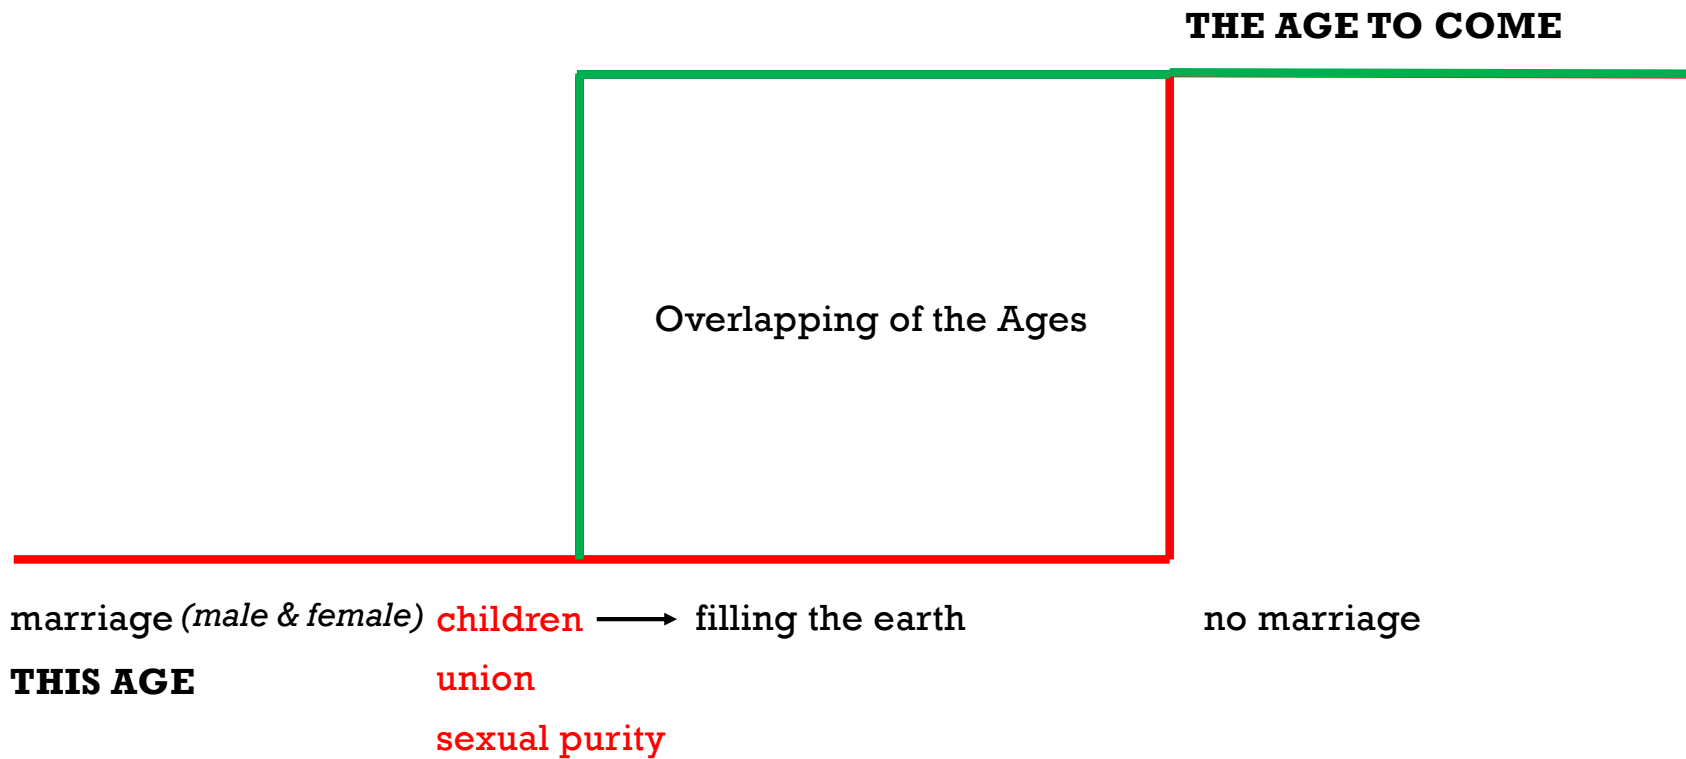 THE AGE TO COME
Overlapping of the Ages
marriage (male & female) children filling the earth no marriage
THIS AGE union
sexual purity